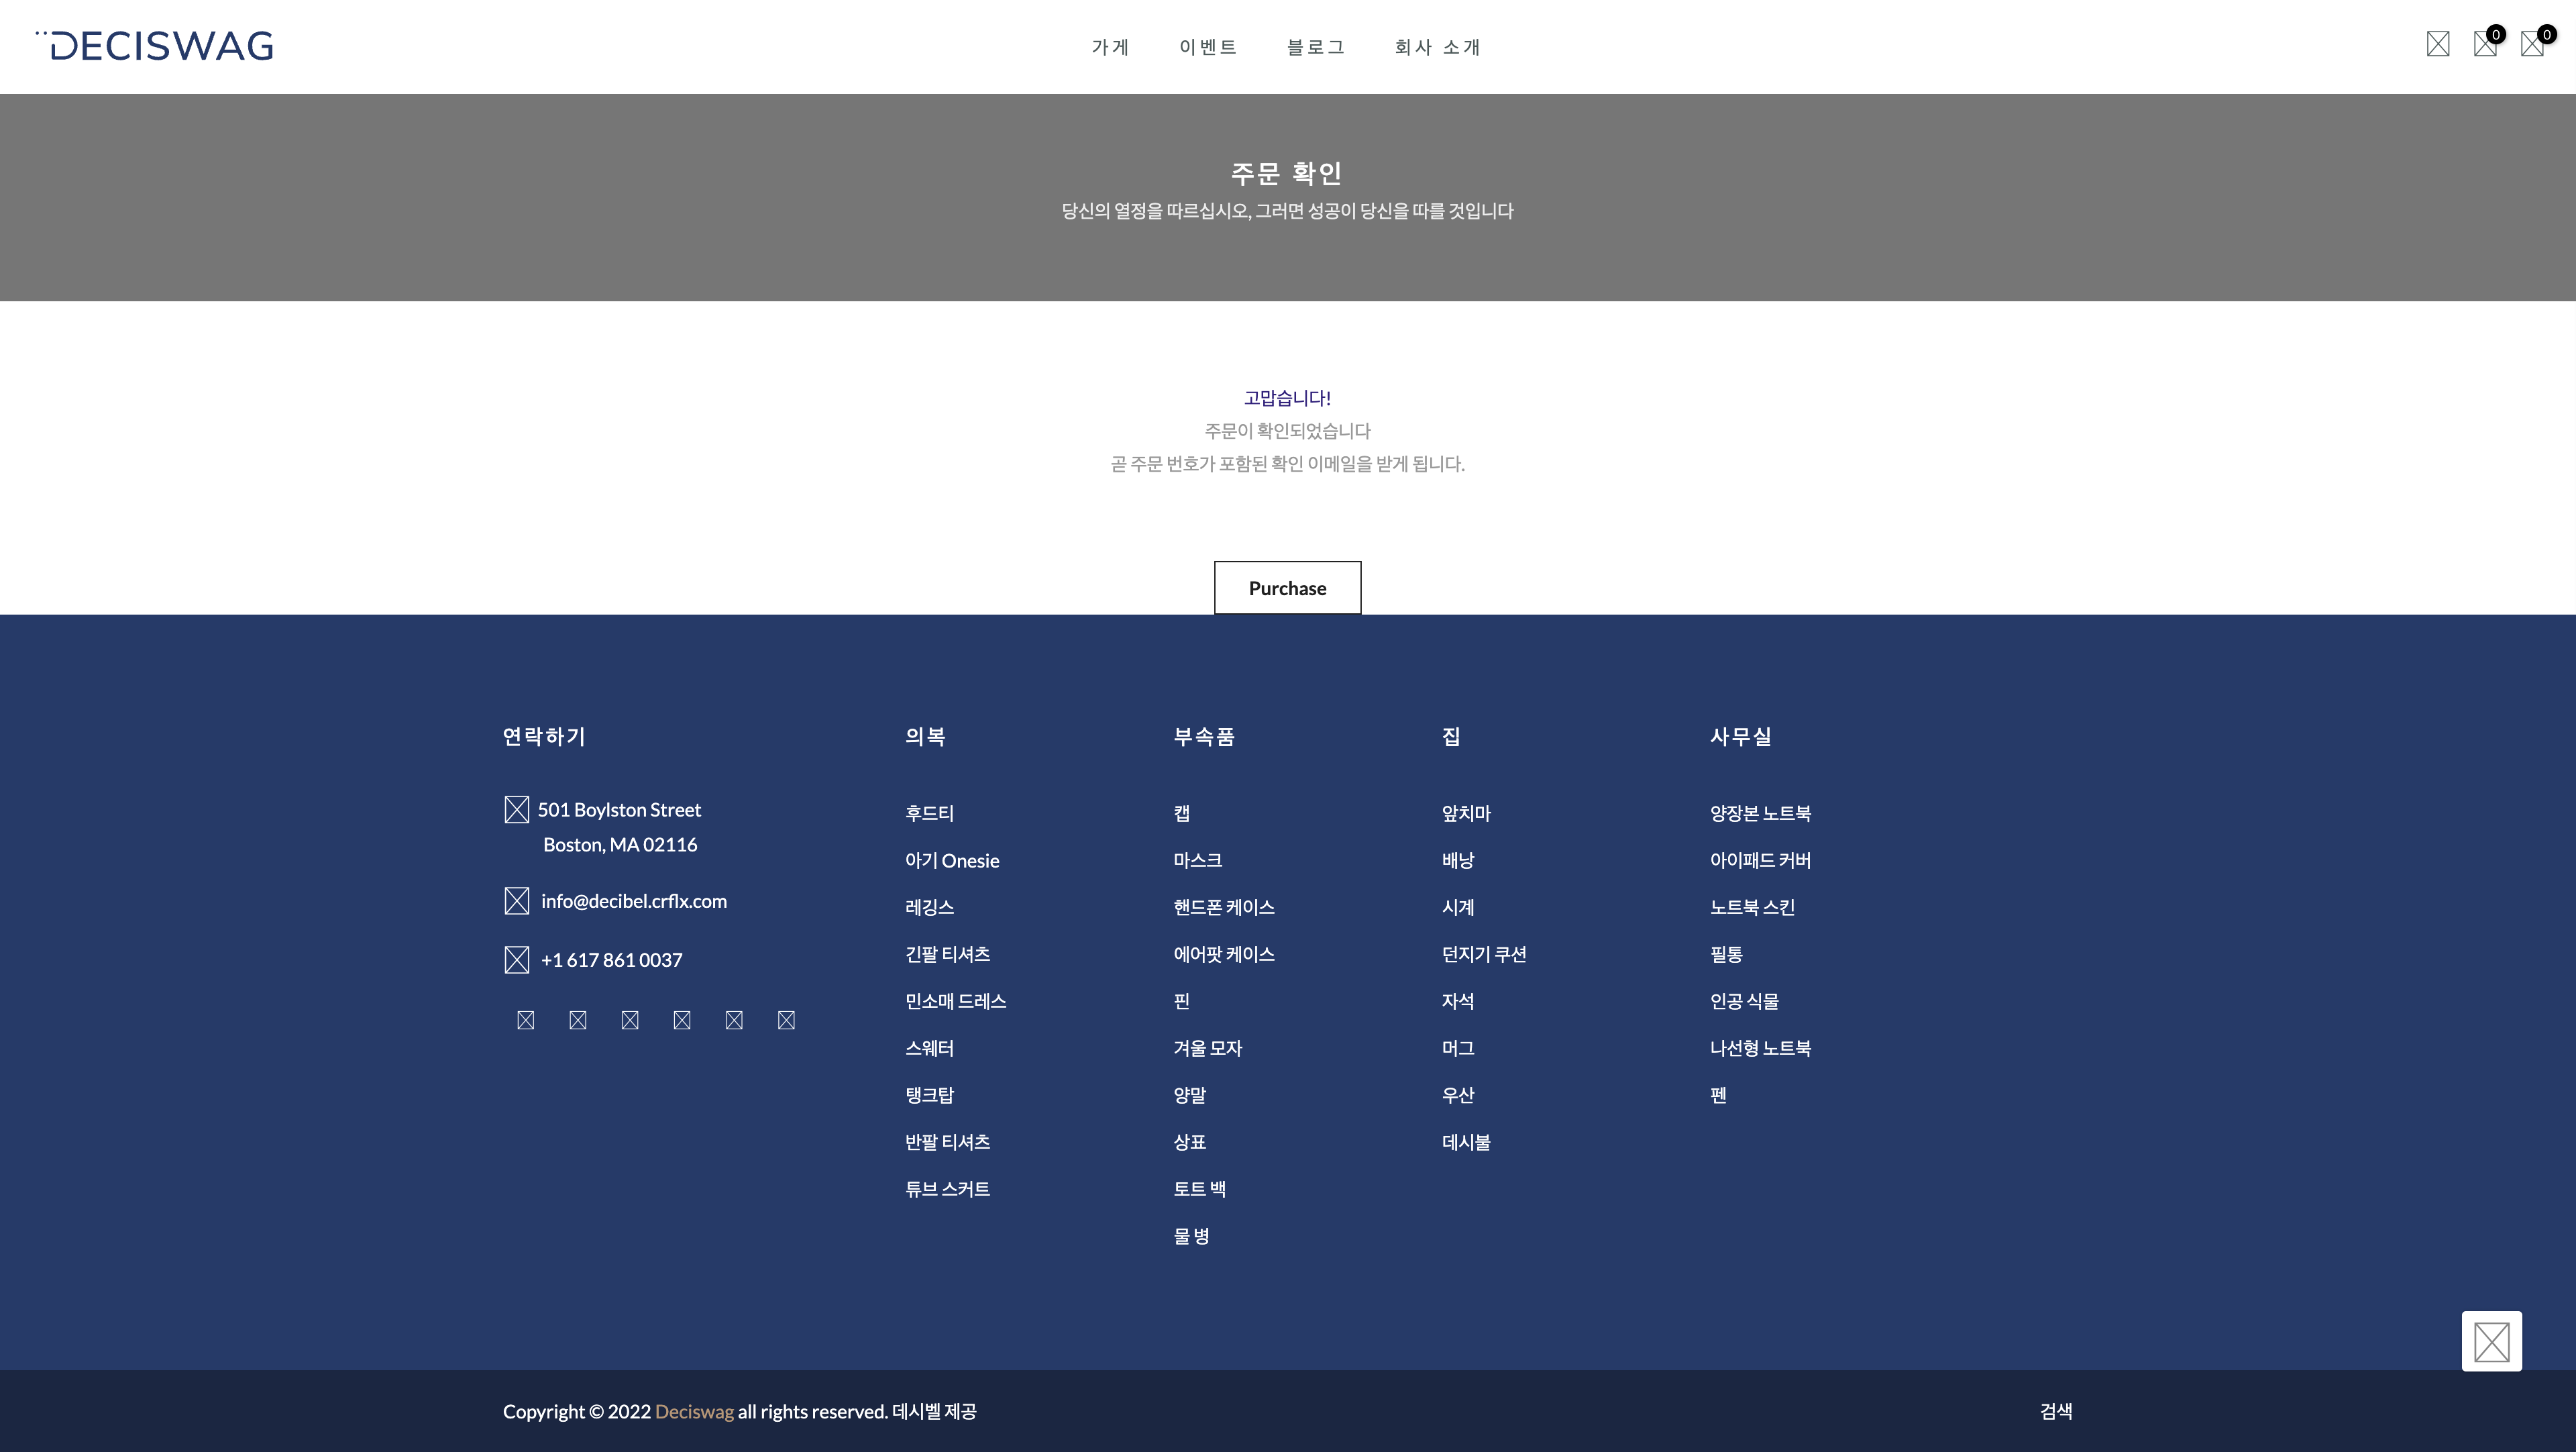 DECISWAG
가게 이벤트 블로그 회사 소개
0 0
주문 확인
당신의 열정을 따르십시오, 그러면 성공이 당신을 따를 것입니다
고맙습니다!
주문이 확인되었습니다
곧 주문 번호가 포함된 확인 이메일을 받게 됩니다.
Purchase
연락하기
501 Boylston Street
Boston, MA 02116
info@decibel.crflx.com
+1 617 861 0037
의복
후드티
아기 Onesie
레깅스
긴팔 티셔츠
민소매 드레스
스웨터
탱크탑
반팔 티셔츠
튜브 스커트
부속품
캡
마스크
핸드폰 케이스
에어팟 케이스
핀
겨울 모자
양말
상표
토트 백
물 병
집
앞치마
배낭
시계
던지기 쿠션
자석
머그
우산
데시불
사무실
양장본 노트북
아이패드 커버
노트북 스킨
필통
인공 식물
나선형 노트북
펜
Copyright © 2022 Deciswag all rights reserved. 데시벨 제공
검색